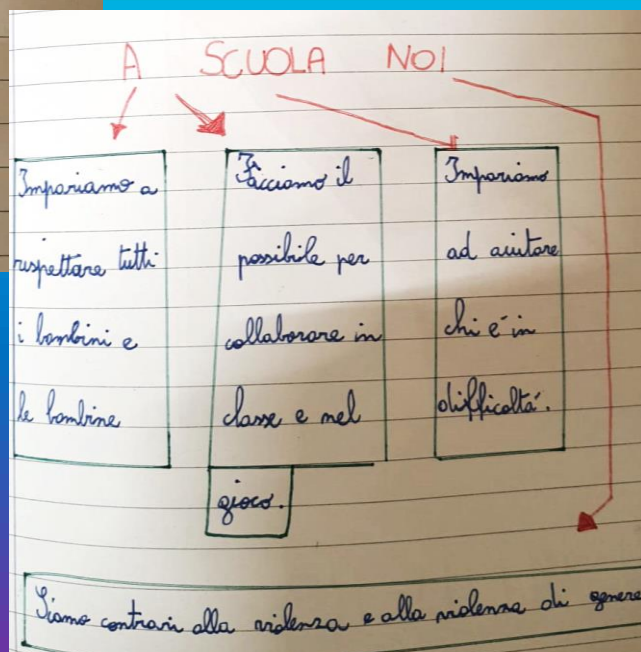 A SCUOLA NOI
Impariamo a
rispettare tutti
i bambini e
le bambine
Facciamo il
possibile per
collaborare in
classe e nel
gioco.
Impariamo
ad aiutare
chi é in
difficoltá.
Siamo contrari alla violenza e alla violenza di genere